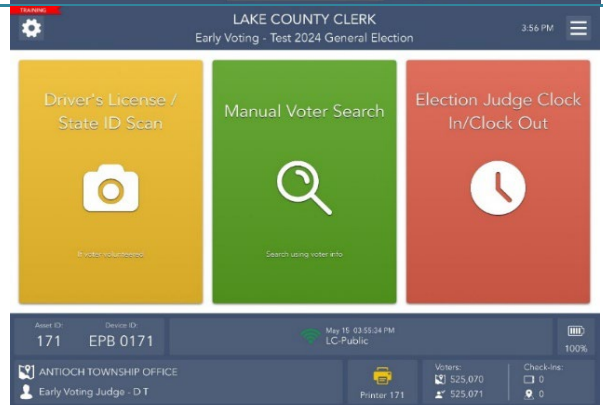 TRAINING
LAKE COUNTY CLERK
Early Voting - Test 2024 General Election
3:56 PM
Driver's License /
State ID Scan
If voter volunteered
Manual Voter Search
Search using voter info
Election Judge Clock
In/Clock Out
Asset ID:
171
Device ID:
EPB 0171
May 15 03:55:34 PM
LC-Public
100%
ANTIOCH TOWNSHIP OFFICE
Early Voting Judge - D T
Printer 171
Voters:
525,070
525,071
Check-Ins:
0
0